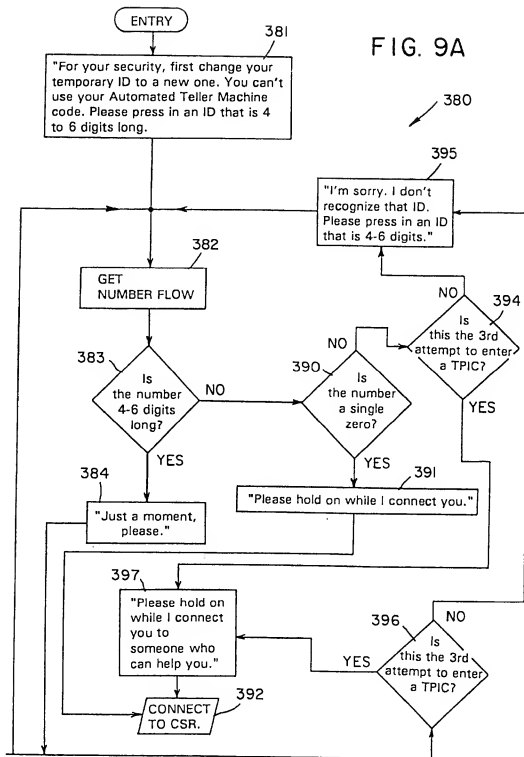 ENTRY
381
FIG. 9A
"For your security, first change your
temporary ID to a new one. You can't
use your Automated Teller Machine
code. Please press in an ID that is 4
to 6 digits long.
380
395
"I'm sorry. I don't
recognize that ID.
Please press in an ID
that is 4-6 digits."
382
GET
NUMBER FLOW
NO
394
Is
this the 3rd
attempt to enter
a TPIC?
YES
383
Is
the number
4-6 digits
long?
NO
YES
390
NO
Is
the number
a single
zero?
YES
384
"Just a moment,
please."
391
"Please hold on while I connect you."
397
"Please hold on
while I connect
you to
someone who
can help you."
396
NO
Is
this the 3rd
attempt to enter
a TPIC?
YES
392
CONNECT
TO CSR.